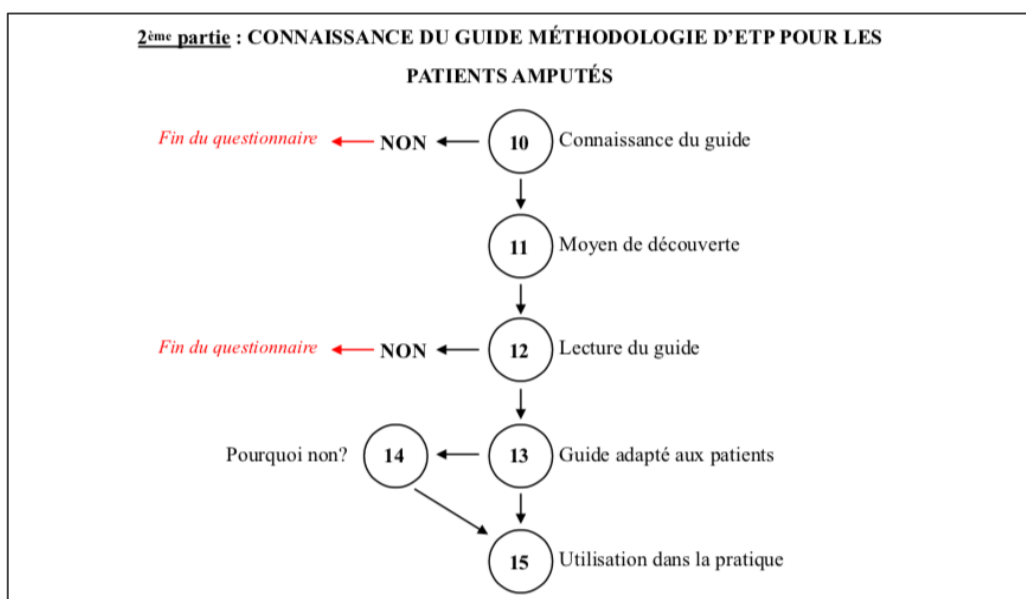 2ème partie : CONNAISSANCE DU GUIDE MÉTHODOLOGIE D'ETP POUR LES
PATIENTS AMPUTÉS
Fin du questionnaire NON 10 Connaissance du guide
11 Moyen de découverte
Fin du questionnaire NON 12 Lecture du guide
Pourquoi non? 14 13 Guide adapté aux patients
15 Utilisation dans la pratique